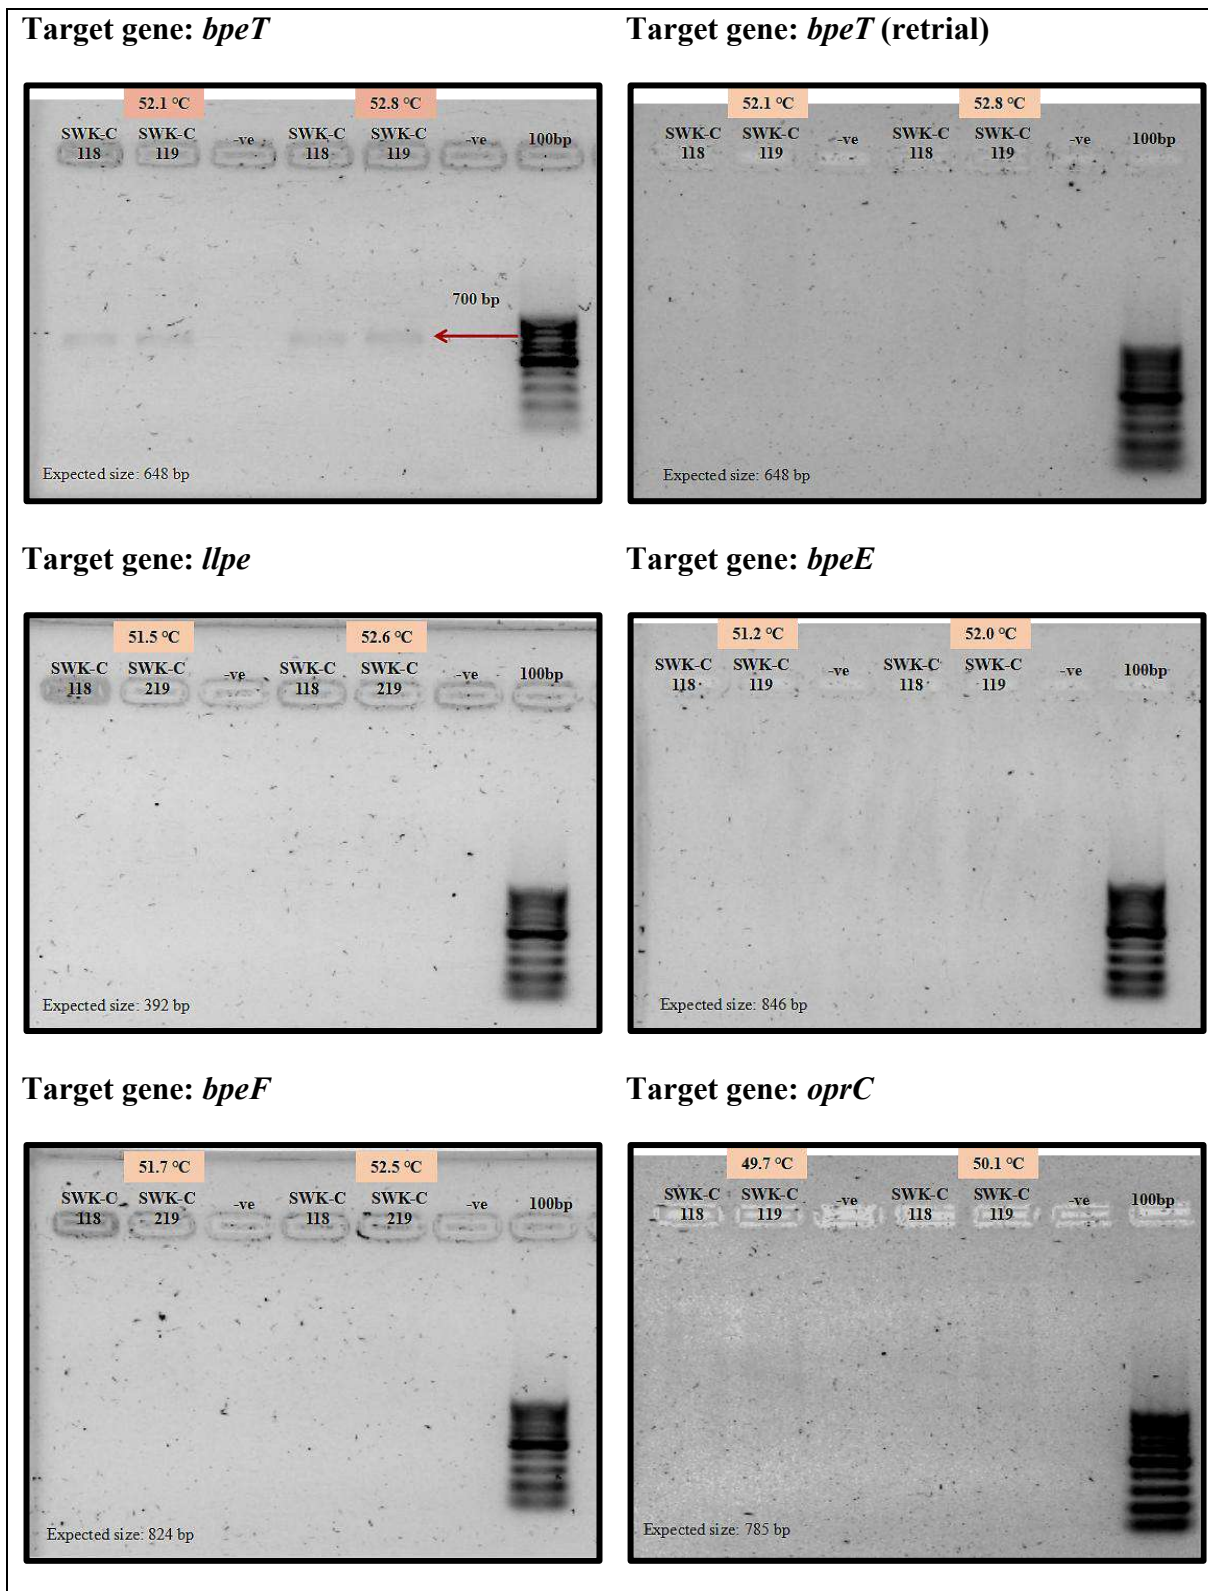 Target gene: bpeT
52.1 °C 52.8 °C
SWK-C 118 SWK-C 119 -ve SWK-C 118 SWK-C 119 -ve 100bp
700 bp
Expected size: 648 bp
Target gene: bpeT (retrial)
52.1 °C 52.8 °C
SWK-C 118 SWK-C 119 -ve SWK-C 118 SWK-C 119 -ve 100bp
Expected size: 648 bp
Target gene: llpe
51.5 °C 52.6 °C
SWK-C 118 SWK-C 219 -ve SWK-C 118 SWK-C 219 -ve 100bp
Expected size: 392 bp
Target gene: bpeE
51.2 °C 52.0 °C
SWK-C 118 SWK-C 119 -ve SWK-C 118 SWK-C 119 -ve 100bp
Expected size: 846 bp
Target gene: bpeF
51.7 °C 52.5 °C
SWK-C 118 SWK-C 219 -ve SWK-C 118 SWK-C 219 -ve 100bp
Expected size: 824 bp
Target gene: oprC
49.7 °C 50.1 °C
SWK-C 118 SWK-C 119 -ve SWK-C 118 SWK-C 119 -ve 100bp
Expected size: 785 bp